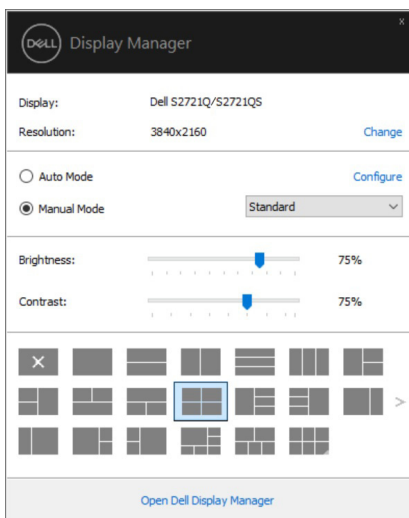 x
DELL Display Manager
Display: Dell S2721Q/S2721QS
Resolution: 3840x2160 Change
Auto Mode Configure
Manual Mode Standard
Brightness: 75%
Contrast: 75%
Open Dell Display Manager